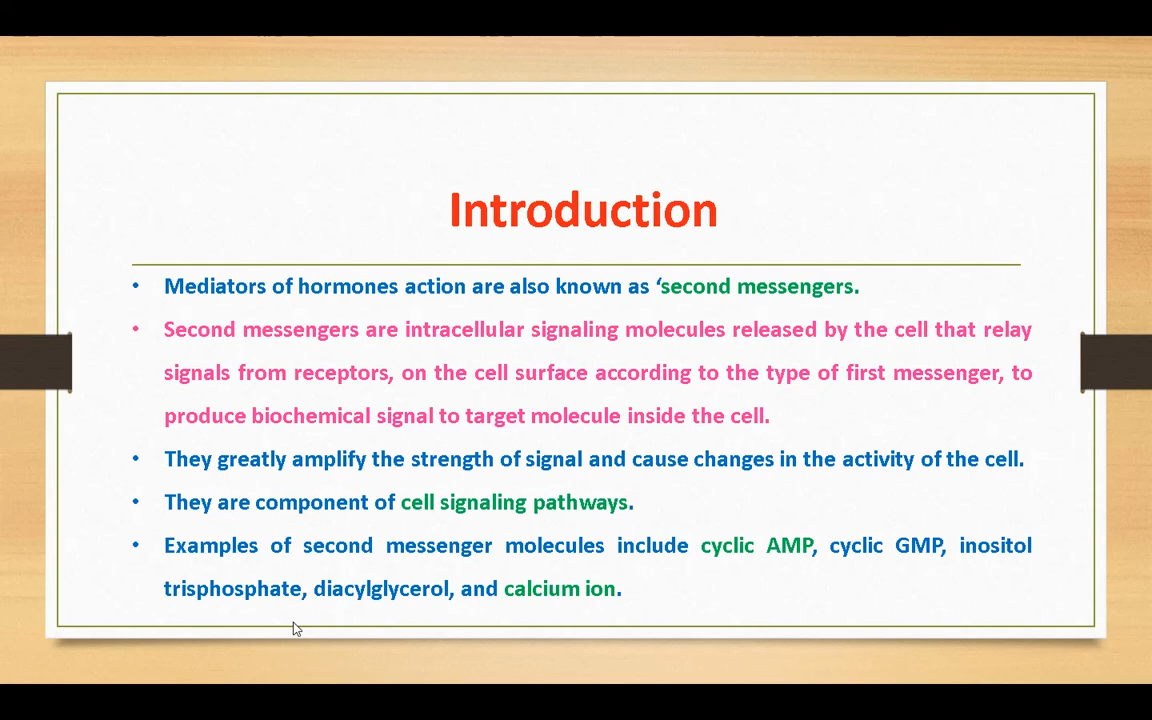 Introduction
• Mediators of hormones action are also known as ‘second messengers.
• Second messengers are intracellular signaling molecules released by the cell that relay
signals from receptors, on the cell surface according to the type of first messenger, to
produce biochemical signal to target molecule inside the cell.
• They greatly amplify the strength of signal and cause changes in the activity of the cell.
• They are component of cell signaling pathways.
• Examples of second messenger molecules include cyclic AMP, cyclic GMP, inositol
trisphosphate, diacylglycerol, and calcium ion.